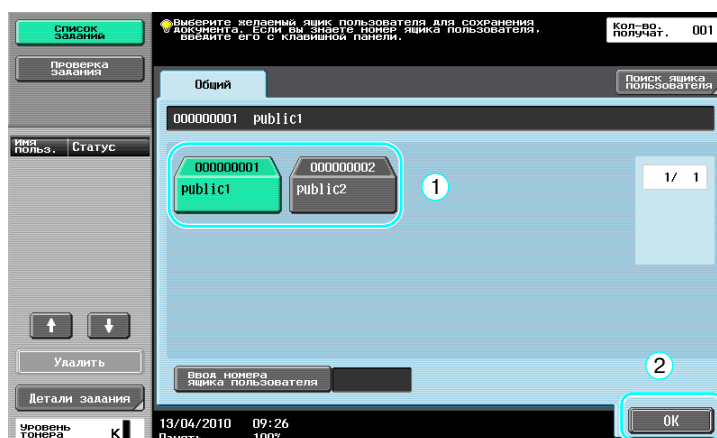 Список
заданий
Проверка
задания
Имя
польз.
Статус
Удалить
Детали задания
Уровень
тонера
K
Выберите желаемый ящик пользователя для сохранения
документа. Если вы знаете номер ящика пользователя,
введите его с клавишной панели.
Кол-во.
получат.
001
Общий
Поиск ящика
пользователя
000000001 public1
000000001
public1
000000002
public2
1
1/ 1
2
Ввод номера
ящика пользователя
OK
13/04/2010 09:26
Память 100%